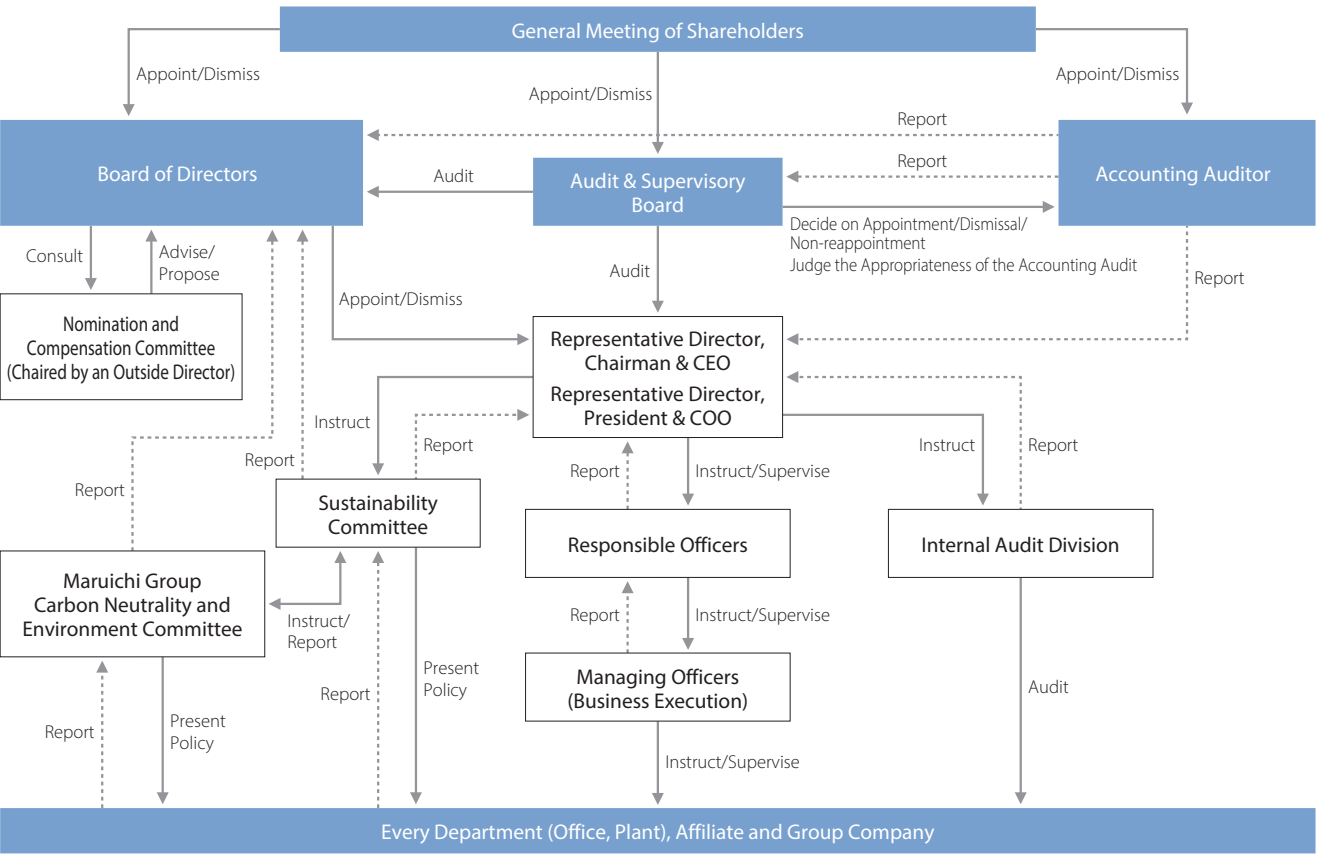 General Meeting of Shareholders
Appoint/Dismiss
Appoint/Dismiss
Appoint/Dismiss
Report
Board of Directors
Audit
Audit & Supervisory
Board
Report
Accounting Auditor
Decide on Appointment/Dismissal/
Non-reappointment
Judge the Appropriateness of the Accounting Audit
Consult
Advise/
Propose
Appoint/Dismiss
Audit
Report
Nomination and
Compensation Committee
(Chaired by an Outside Director)
Representative Director,
Chairman & CEO
Representative Director,
President & COO
Instruct
Report
Report
Report
Report
Instruct/Supervise
Instruct
Report
Sustainability
Committee
Responsible Officers
Internal Audit Division
Maruichi Group
Carbon Neutrality and
Environment Committee
Instruct/
Report
Report
Instruct/Supervise
Managing Officers
(Business Execution)
Report
Present
Policy
Report
Present
Policy
Instruct/Supervise
Audit
Every Department (Office, Plant), Affiliate and Group Company